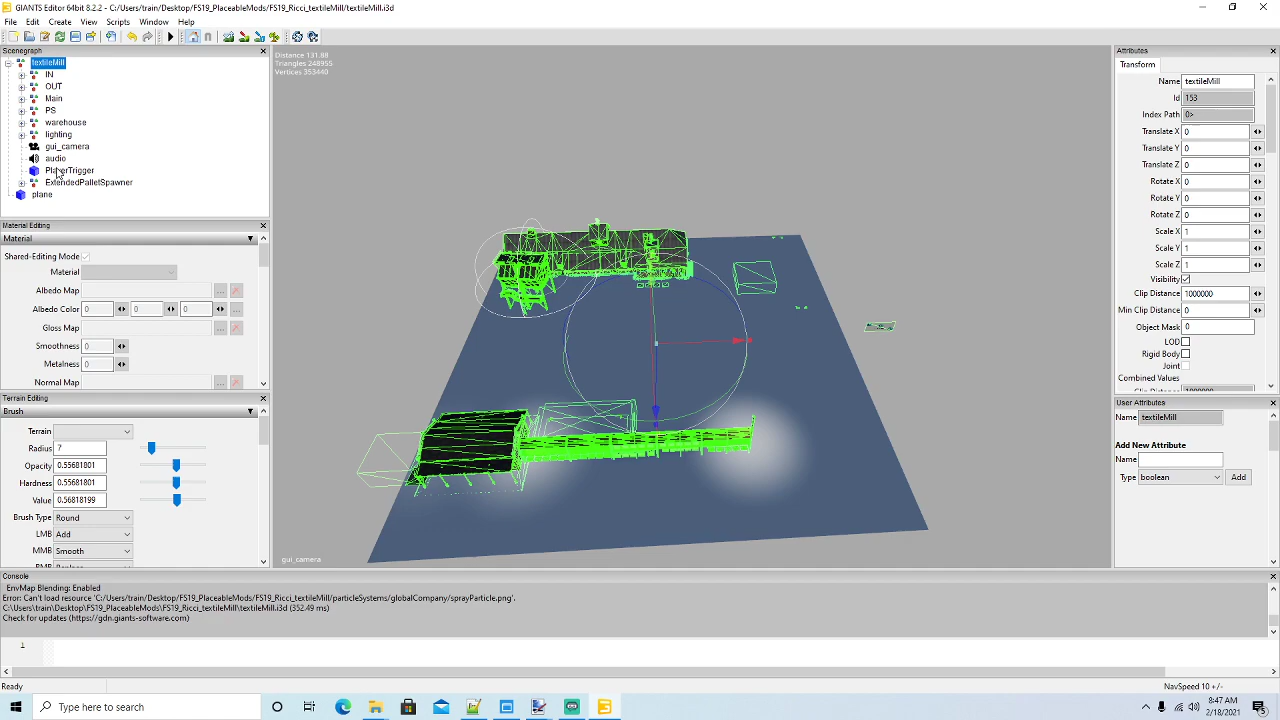 GIANTS Editor 64bit 8.2.2 - C:/Users/train/Desktop/FS19_PlaceableMods/FS19_Ricci_textileMill/textileMill.i3d
File Edit Create View Scripts Window Help
Scenegraph
textileMill
IN
OUT
Main
PS
warehouse
lighting
gui_camera
audio
PlayerTrigger
ExtendedPalletSpawner
plane
Material Editing
Material
Shared-Editing Mode
Material
Albedo Map
Albedo Color 0 0 0
Gloss Map
Smoothness 0
Metalness 0
Normal Map
Terrain Editing
Brush
Terrain
Radius 7
Opacity 0.55681801
Hardness 0.55681801
Value 0.56818199
Brush Type Round
LMB Add
MMB Smooth
Distance 131.88
Triangles 248955
Vertices 353440
gui_camera
Attributes
Transform
Name textileMill
Id 153
Index Path 0>
Translate X 0
Translate Y 0
Translate Z 0
Rotate X 0
Rotate Y 0
Rotate Z 0
Scale X 1
Scale Y 1
Scale Z 1
Visibility
Clip Distance 1000000
Min Clip Distance 0
Object Mask 0
LOD
Rigid Body
Joint
Combined Values
User Attributes
Name textileMill
Add New Attribute
Name
Type boolean Add
Console
EnvMap Blending: Enabled
Error: Can't load resource 'C:/Users/train/Desktop/FS19_PlaceableMods/FS19_Ricci_textileMill/particleSystems/globalCompany/sprayParticle.png'.
C:\Users\train\Desktop\FS19_PlaceableMods\FS19_Ricci_textileMill\textileMill.i3d (352.49 ms)
Check for updates (https://gdn.giants-software.com)
1
Ready
NavSpeed 10 +/-
Type here to search
8:47 AM
2/18/2021